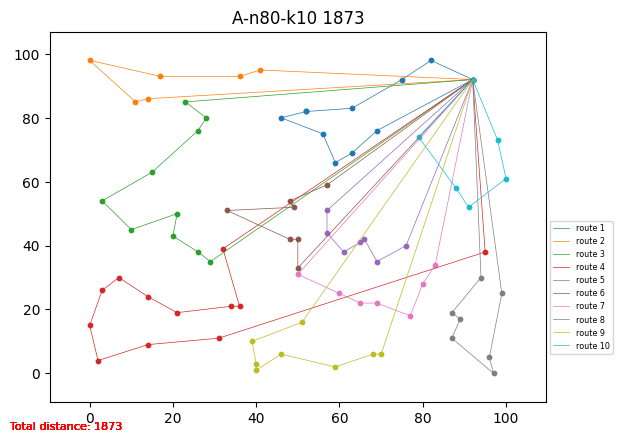 A-n80-k10 1873
100
80
60
40
20
0
0 20 40 60 80 100
route 1
route 2
route 3
route 4
route 5
route 6
route 7
route 8
route 9
route 10
Total distance: 1873